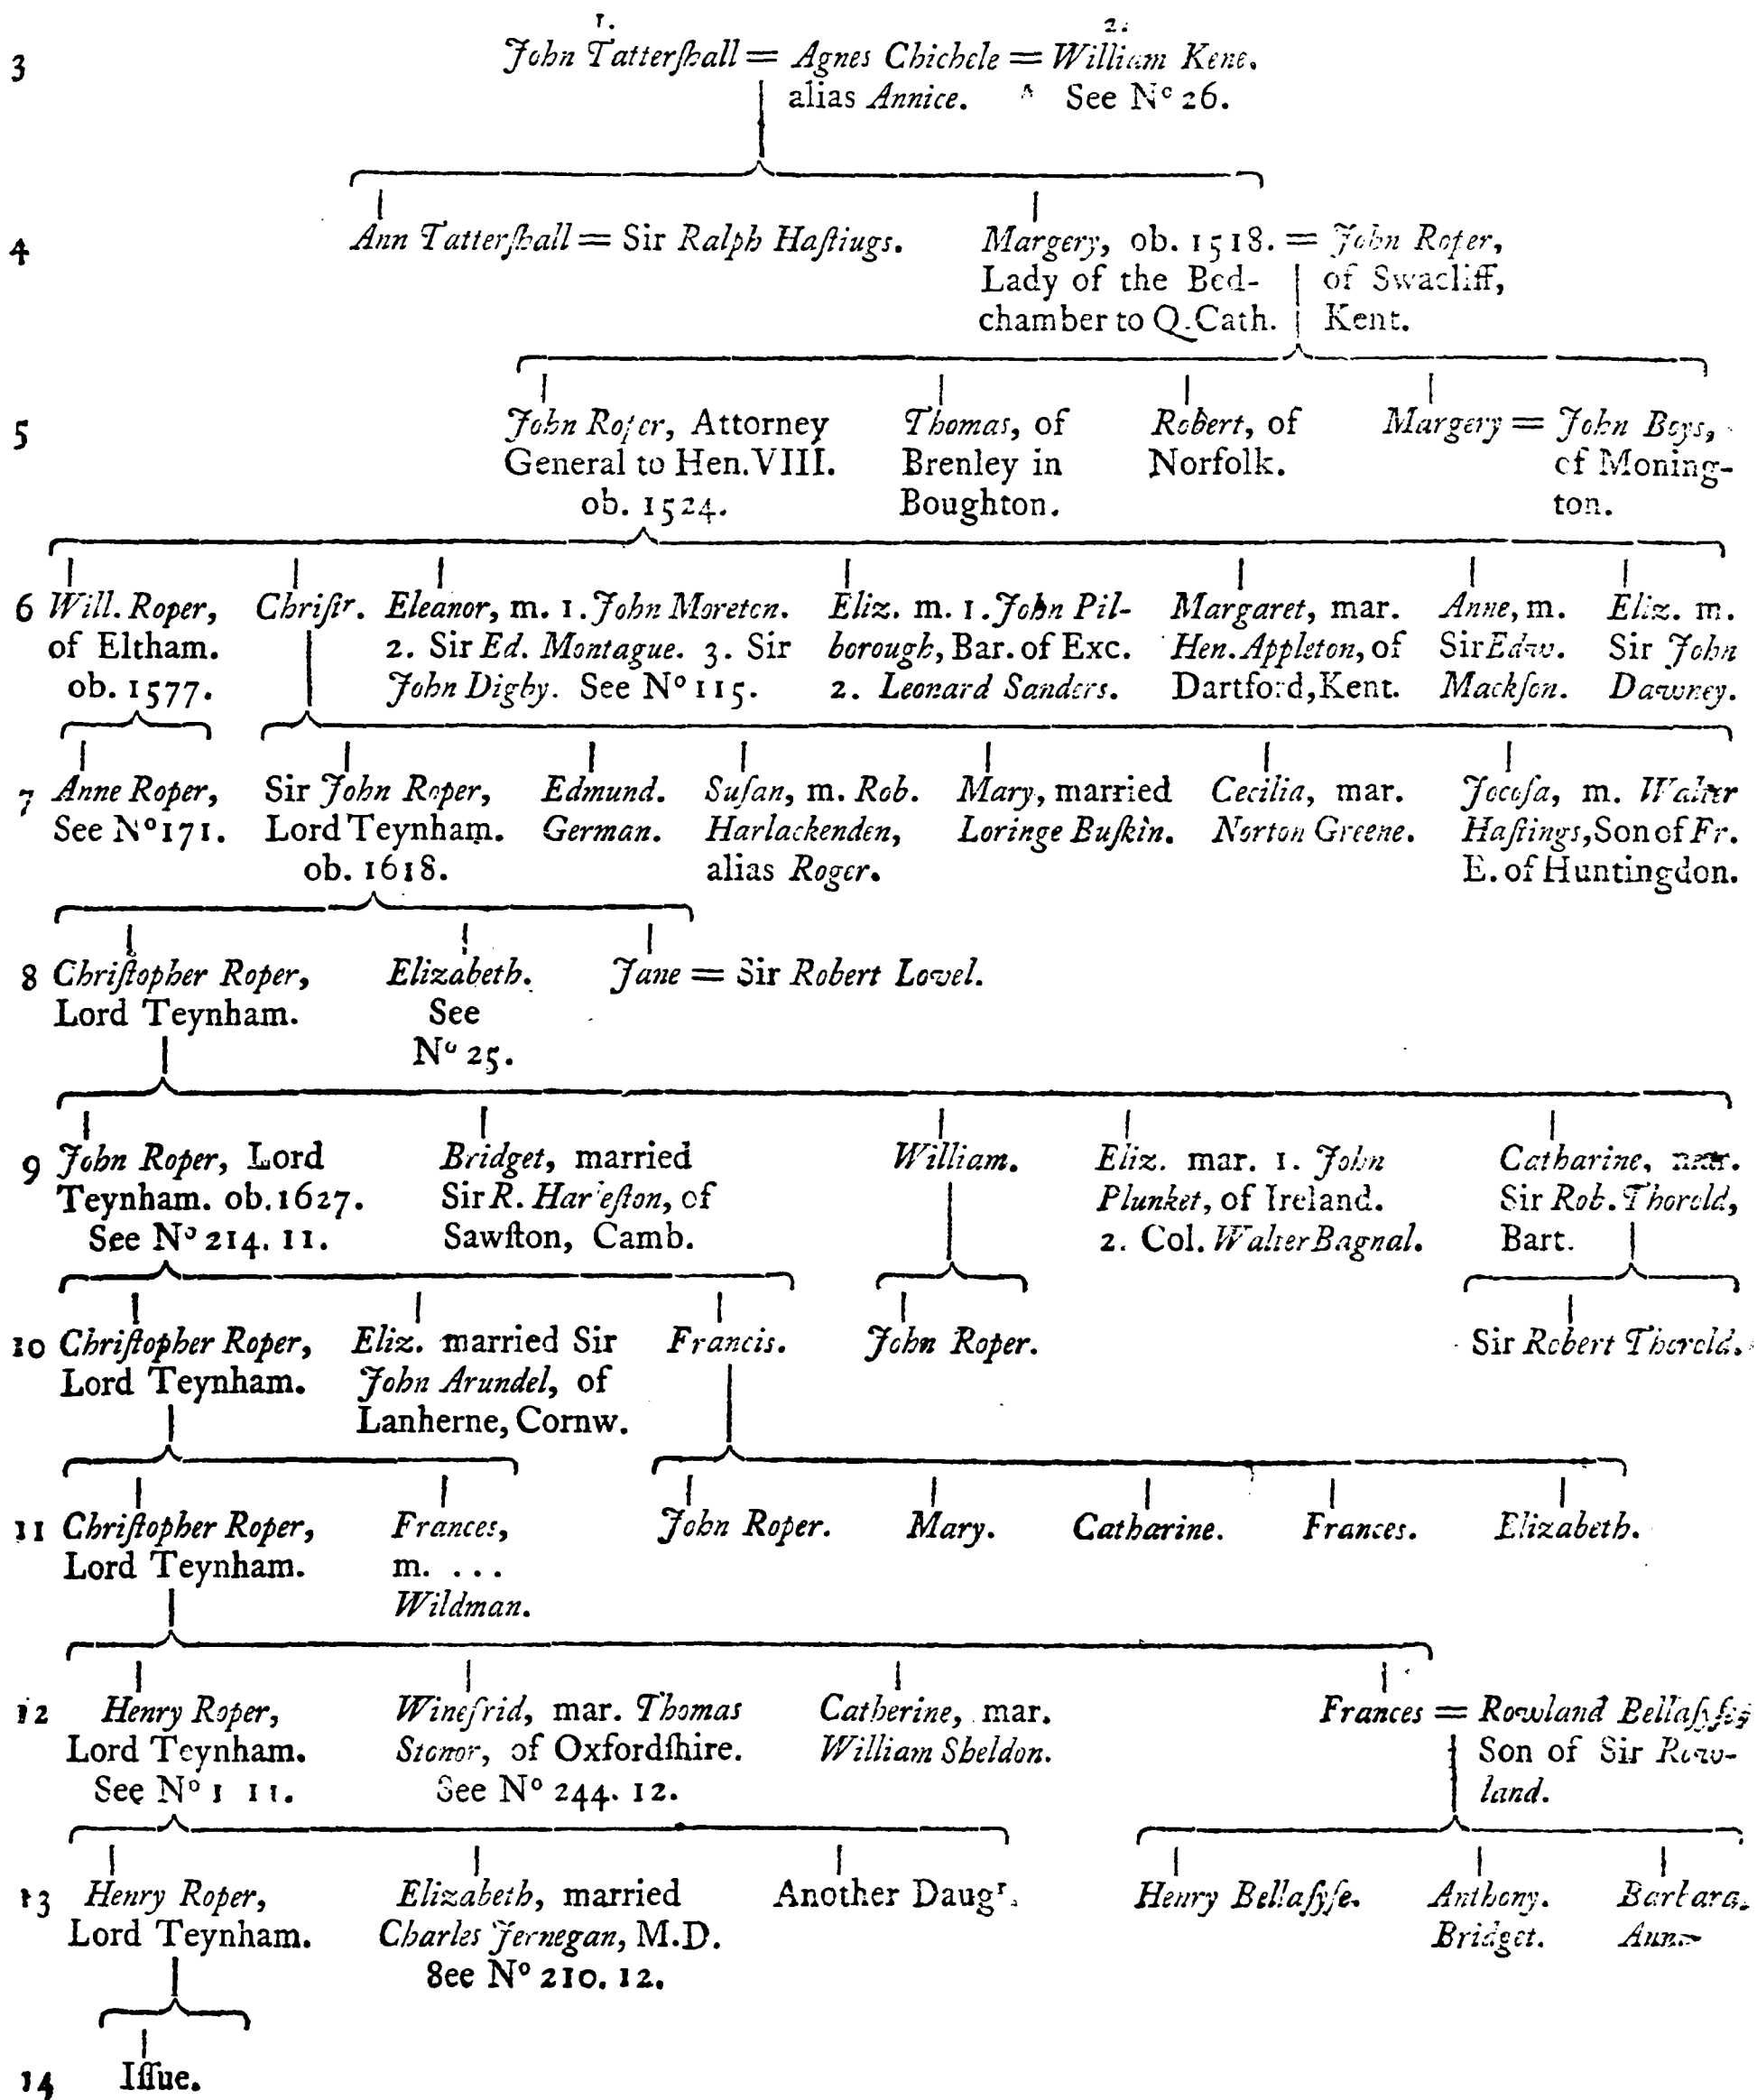 1. 2.
3 John Tatterſhall = Agnes Chichele = William Kene.
alias Annice. ^ See Nº 26.
4 Ann Tatterſhall = Sir Ralph Haſtiugs. Margery, ob. 1518. = John Roper,
Lady of the Bed- of Swacliff,
chamber to Q. Cath. Kent.
5 John Roper, Attorney Thomas, of Robert, of Margery = John Boys,
General to Hen. VIII. Brenley in Norfolk. of Moning-
ob. 1524. Boughton. ton.
6 Will. Roper, Chriſtr. Eleanor, m. 1. John Moreton. Eliz. m. 1. John Pil- Margaret, mar. Anne, m. Eliz. m.
of Eltham. 2. Sir Ed. Montague. 3. Sir borough, Bar. of Exc. Hen. Appleton, of Sir Edw. Sir John
ob. 1577. John Digby. See Nº 115. 2. Leonard Sanders. Dartford, Kent. Mackſon. Dawney.
7 Anne Roper, Sir John Roper, Edmund. Suſan, m. Rob. Mary, married Cecilia, mar. Jocoſa, m. Walter
See Nº 171. Lord Teynham. German. Harlackenden, Loringe Buſkin. Norton Greene. Haſtings, Son of Fr.
ob. 1618. alias Roger. E. of Huntingdon.
8 Chriſtopher Roper, Elizabeth. Jane = Sir Robert Lovel.
Lord Teynham. See
Nº 25.
9 John Roper, Lord Bridget, married William. Eliz. mar. 1. John Catharine, mar.
Teynham. ob. 1627. Sir R. Har'eſton, of Plunket, of Ireland. Sir Rob. Thorold,
See Nº 214. 11. Sawſton, Camb. 2. Col. Walter Bagnal. Bart.
10 Chriſtopher Roper, Eliz. married Sir Francis. John Roper. Sir Robert Thorold.
Lord Teynham. John Arundel, of
Lanherne, Cornw.
11 Chriſtopher Roper, Frances, John Roper. Mary. Catharine. Frances. Elizabeth.
Lord Teynham. m. ...
Wildman.
12 Henry Roper, Winefrid, mar. Thomas Catherine, mar. Frances = Rowland Bellaſyſe,
Lord Teynham. Stonor, of Oxfordſhire. William Sheldon. Son of Sir Row-
See Nº 1 11. See Nº 244. 12. land.
13 Henry Roper, Elizabeth, married Another Daugr. Henry Bellaſyſe. Anthony. Barbara.
Lord Teynham. Charles Jernegan, M.D. Bridget. Ann.
See Nº 210. 12.
14 Iſſue.